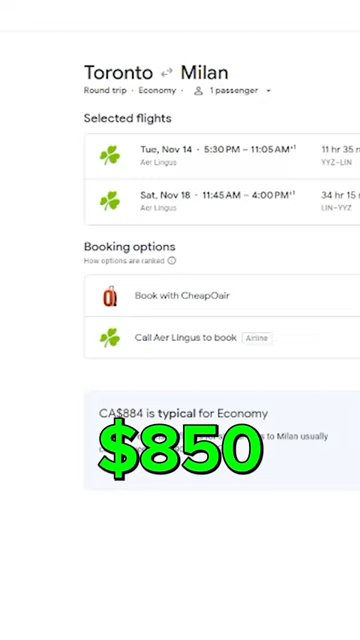 Toronto Milan
Round trip · Economy · 1 passenger
Selected flights
Tue, Nov 14 · 5:30 PM – 11:05 AM+1
11 hr 35
Aer Lingus
YYZ–LIN
Sat, Nov 18 · 11:45 AM – 4:00 PM+1
34 hr 15
Aer Lingus
LIN–YYZ
Booking options
How options are ranked
Book with CheapOair
Call Aer Lingus to book Airline
CA$884 is typical for Economy
to Milan usually
$850